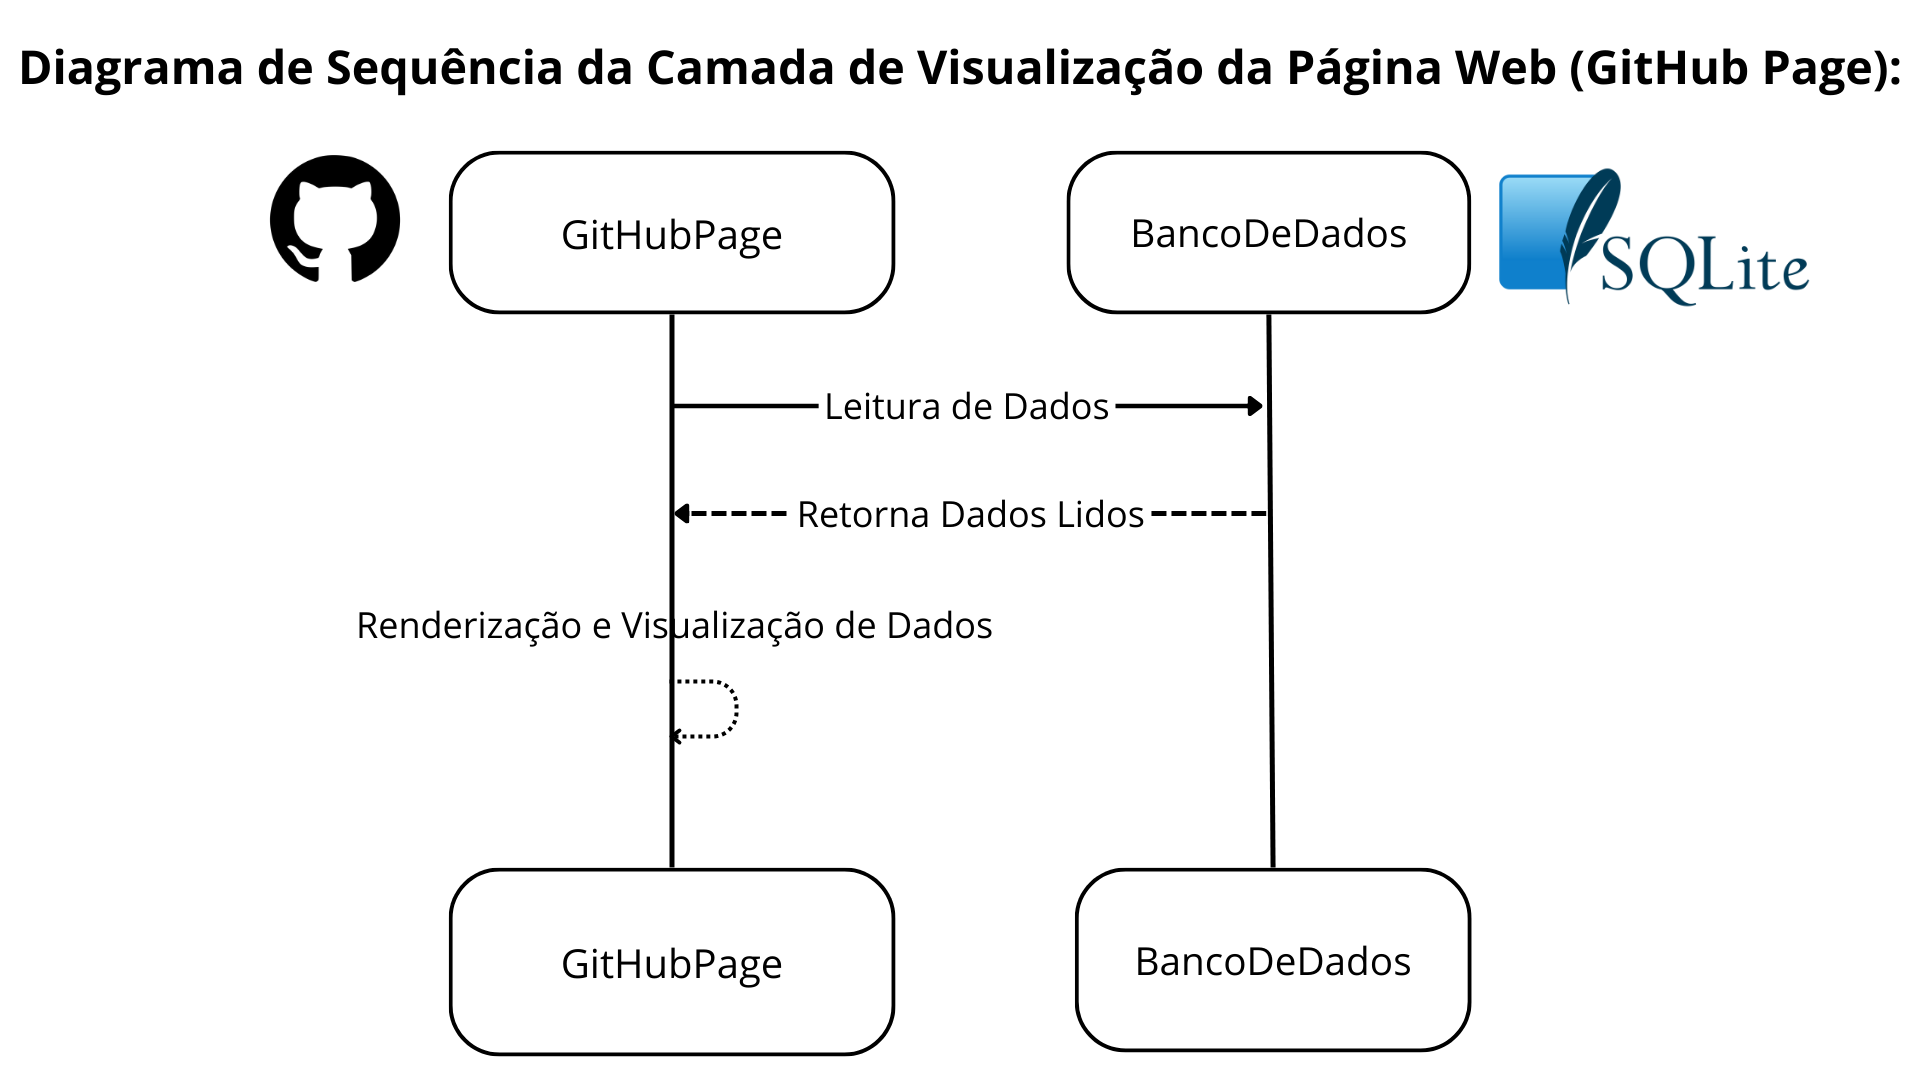 Diagrama de Sequência da Camada de Visualização da Página Web (GitHub Page):
GitHubPage
BancoDeDados
SQLite
Leitura de Dados
Retorna Dados Lidos
Renderização e Visualização de Dados
GitHubPage
BancoDeDados